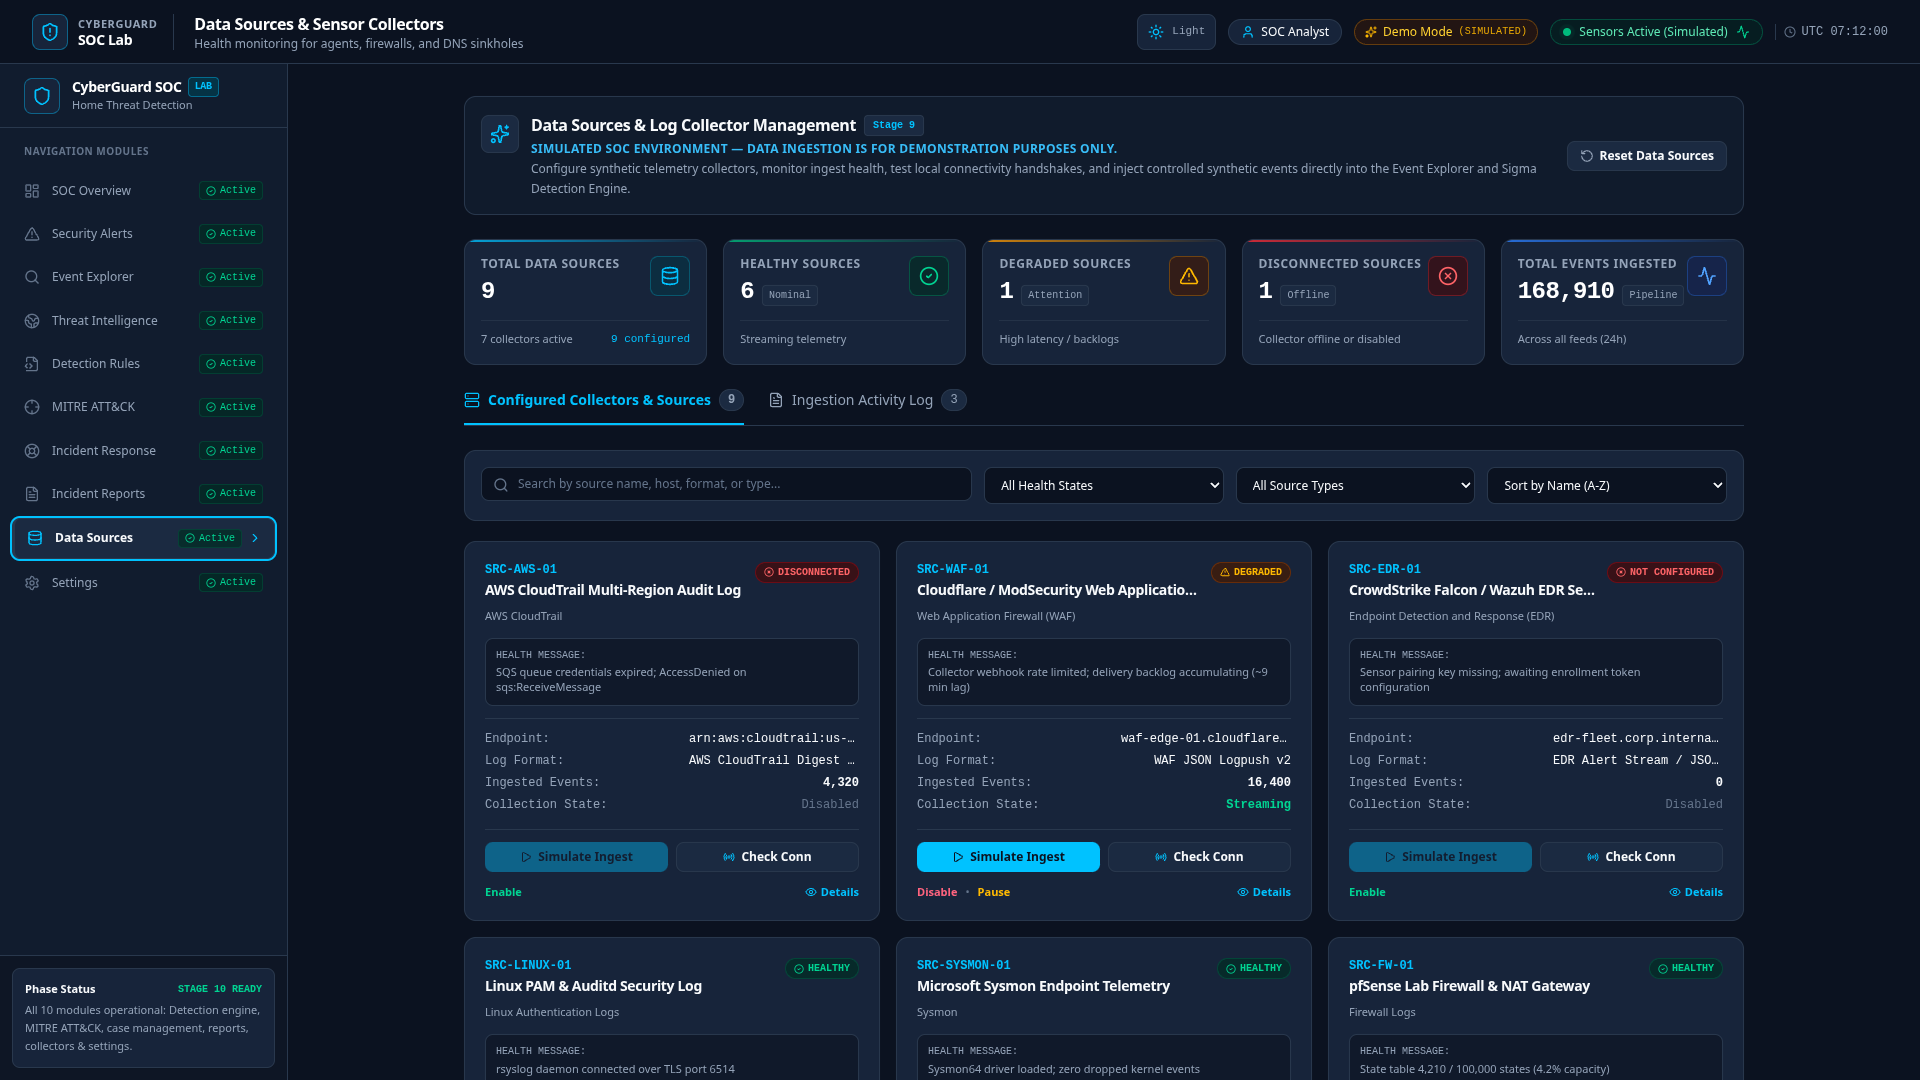 CYBERGUARD
SOC Lab
Data Sources & Sensor Collectors
Health monitoring for agents, firewalls, and DNS sinkholes
Light
SOC Analyst
Demo Mode (SIMULATED)
Sensors Active (Simulated)
UTC 07:12:00
CyberGuard SOC LAB
Home Threat Detection
NAVIGATION MODULES
SOC Overview Active
Security Alerts Active
Event Explorer Active
Threat Intelligence Active
Detection Rules Active
MITRE ATT&CK Active
Incident Response Active
Incident Reports Active
Data Sources Active
Settings Active
Phase Status STAGE 10 READY
All 10 modules operational: Detection engine,
MITRE ATT&CK, case management, reports,
collectors & settings.
Data Sources & Log Collector Management Stage 9
SIMULATED SOC ENVIRONMENT — DATA INGESTION IS FOR DEMONSTRATION PURPOSES ONLY.
Configure synthetic telemetry collectors, monitor ingest health, test local connectivity handshakes, and inject controlled synthetic events directly into the Event Explorer and Sigma
Detection Engine.
Reset Data Sources
TOTAL DATA SOURCES
9
7 collectors active 9 configured
HEALTHY SOURCES
6 Nominal
Streaming telemetry
DEGRADED SOURCES
1 Attention
High latency / backlogs
DISCONNECTED SOURCES
1 Offline
Collector offline or disabled
TOTAL EVENTS INGESTED
168,910 Pipeline
Across all feeds (24h)
Configured Collectors & Sources 9
Ingestion Activity Log 3
Search by source name, host, format, or type...
All Health States
All Source Types
Sort by Name (A-Z)
SRC-AWS-01 DISCONNECTED
AWS CloudTrail Multi-Region Audit Log
AWS CloudTrail
HEALTH MESSAGE:
SQS queue credentials expired; AccessDenied on
sqs:ReceiveMessage
Endpoint: arn:aws:cloudtrail:us-…
Log Format: AWS CloudTrail Digest …
Ingested Events: 4,320
Collection State: Disabled
Simulate Ingest Check Conn
Enable Details
SRC-WAF-01 DEGRADED
Cloudflare / ModSecurity Web Applicatio…
Web Application Firewall (WAF)
HEALTH MESSAGE:
Collector webhook rate limited; delivery backlog accumulating (~9
min lag)
Endpoint: waf-edge-01.cloudflare…
Log Format: WAF JSON Logpush v2
Ingested Events: 16,400
Collection State: Streaming
Simulate Ingest Check Conn
Disable • Pause Details
SRC-EDR-01 NOT CONFIGURED
CrowdStrike Falcon / Wazuh EDR Se…
Endpoint Detection and Response (EDR)
HEALTH MESSAGE:
Sensor pairing key missing; awaiting enrollment token
configuration
Endpoint: edr-fleet.corp.interna…
Log Format: EDR Alert Stream / JSO…
Ingested Events: 0
Collection State: Disabled
Simulate Ingest Check Conn
Enable Details
SRC-LINUX-01 HEALTHY
Linux PAM & Auditd Security Log
Linux Authentication Logs
HEALTH MESSAGE:
rsyslog daemon connected over TLS port 6514
SRC-SYSMON-01 HEALTHY
Microsoft Sysmon Endpoint Telemetry
Sysmon
HEALTH MESSAGE:
Sysmon64 driver loaded; zero dropped kernel events
SRC-FW-01 HEALTHY
pfSense Lab Firewall & NAT Gateway
Firewall Logs
HEALTH MESSAGE:
State table 4,210 / 100,000 states (4.2% capacity)